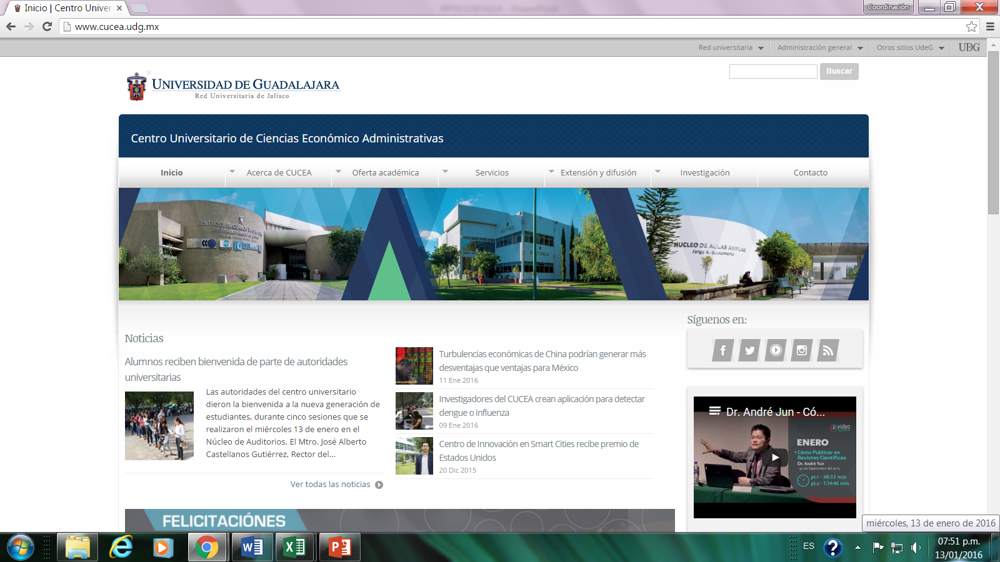 Inicio | Centro Univer
Coordinación
www.cucea.udg.mx
Red universitaria
Administración general
Otros sitios UdeG
UDG
Buscar
UNIVERSIDAD DE GUADALAJARA
Red Universitaria de Jalisco
Centro Universitario de Ciencias Económico Administrativas
Inicio
Acerca de CUCEA
Oferta académica
Servicios
Extensión y difusión
Investigación
Contacto
CENTRO DE RECURSOS
RECTORIA
RECTORIA
NUCLEO DE AULAS AMPLIAS
Jorge A. Bustamante
Síguenos en:
Noticias
Alumnos reciben bienvenida de parte de autoridades
universitarias
Las autoridades del centro universitario
dieron la bienvenida a la nueva generación de
estudiantes, durante cinco sesiones que se
realizaron el miércoles 13 de enero en el
Núcleo de Auditorios. El Mtro. José Alberto
Castellanos Gutiérrez, Rector del...
Ver todas las noticias
Turbulencias económicas de China podrían generar más
desventajas que ventajas para México
11 Ene 2016
Investigadores del CUCEA crean aplicación para detectar
dengue o influenza
09 Ene 2016
Centro de Innovación en Smart Cities recibe premio de
Estados Unidos
20 Dic 2015
Dr. André Jun - Có...
video
ENERO
Cómo Publicar en
Revistas Científicas
Dr. André Yun
- 30 de Septiembre del 2015
pt.1 - 48:33 min
pt.2 - 1:14:46 min
FELICITACIÓNES
miércoles, 13 de enero de 2016
ES
07:51 p.m.
13/01/2016